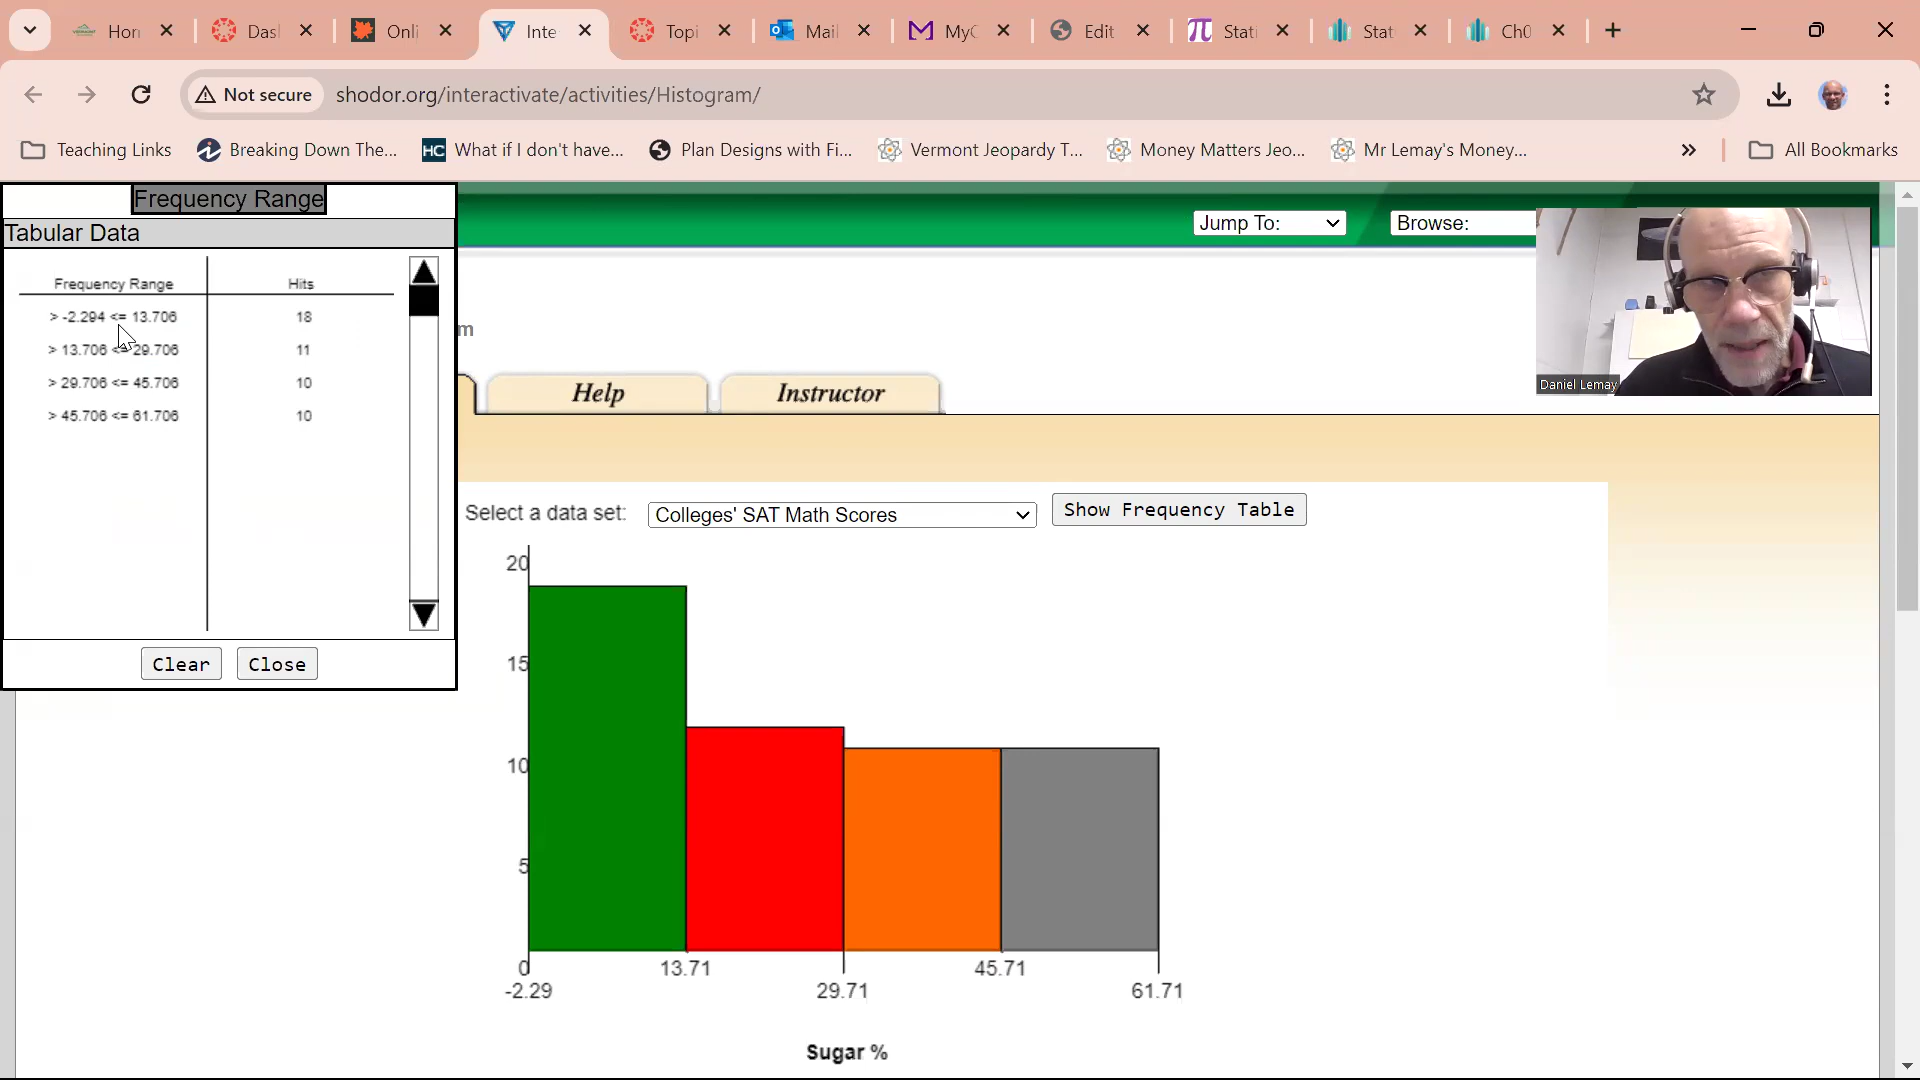 Hor
Das
Onli
Inte
Topi
Mail
MyC
Edit
Stat
Stat
Ch0
Not secure
shodor.org/interactivate/activities/Histogram/
Teaching Links
Breaking Down The...
HC What if I don't have...
Plan Designs with Fi...
Vermont Jeopardy T...
Money Matters Jeo...
Mr Lemay's Money...
All Bookmarks
Frequency Range
Tabular Data
Frequency Range Hits
> -2.294 <= 13.706 18
> 13.706 <= 29.706 11
> 29.706 <= 45.706 10
> 45.706 <= 61.706 10
Clear Close
Jump To:
Browse:
m
Daniel Lemay
Help
Instructor
Select a data set:
Colleges' SAT Math Scores
Show Frequency Table
20
15
10
5
0
-2.29
13.71
29.71
45.71
61.71
Sugar %